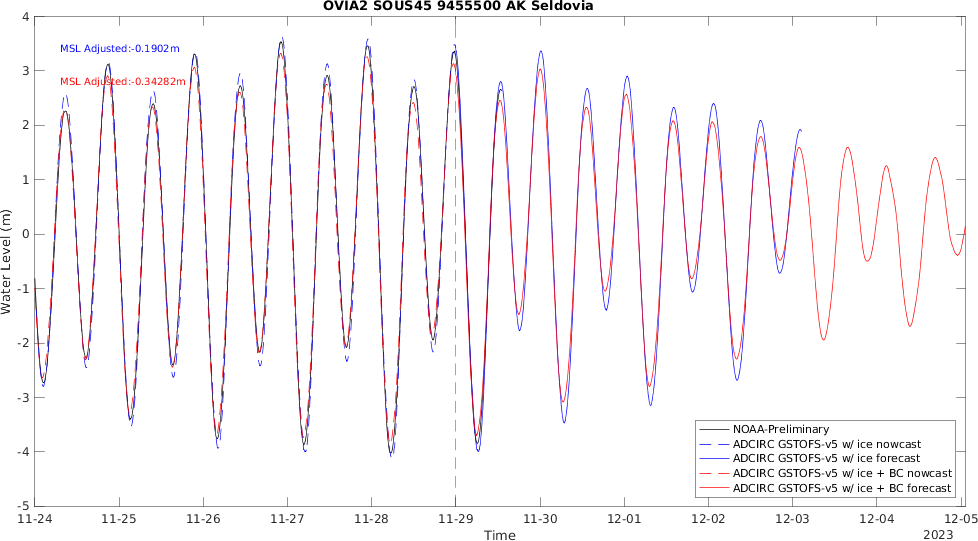 OVIA2 SOUS45 9455500 AK Seldovia
MSL Adjusted:-0.1902m
MSL Adjusted:-0.34282m
Water Level (m)
4
3
2
1
0
-1
-2
-3
-4
-5
NOAA-Preliminary
ADCIRC GSTOFS-v5 w/ ice nowcast
ADCIRC GSTOFS-v5 w/ ice forecast
ADCIRC GSTOFS-v5 w/ ice + BC nowcast
ADCIRC GSTOFS-v5 w/ ice + BC forecast
11-24 11-25 11-26 11-27 11-28 11-29 11-30 12-01 12-02 12-03 12-04 12-05
Time
2023